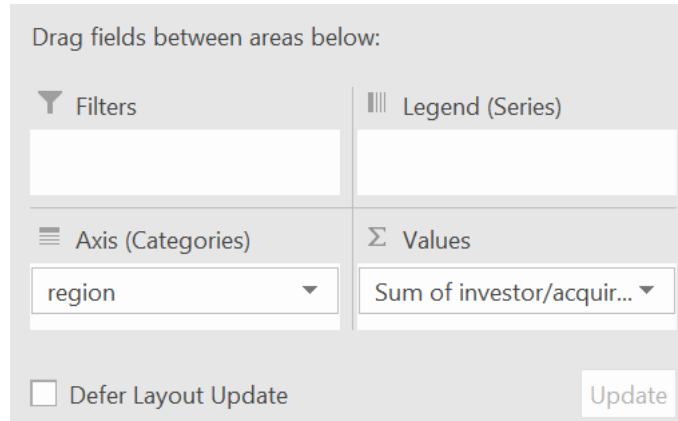 Drag fields between areas below:
Filters
Legend (Series)
Axis (Categories)
Σ Values
region
Sum of investor/acquir...
Defer Layout Update
Update